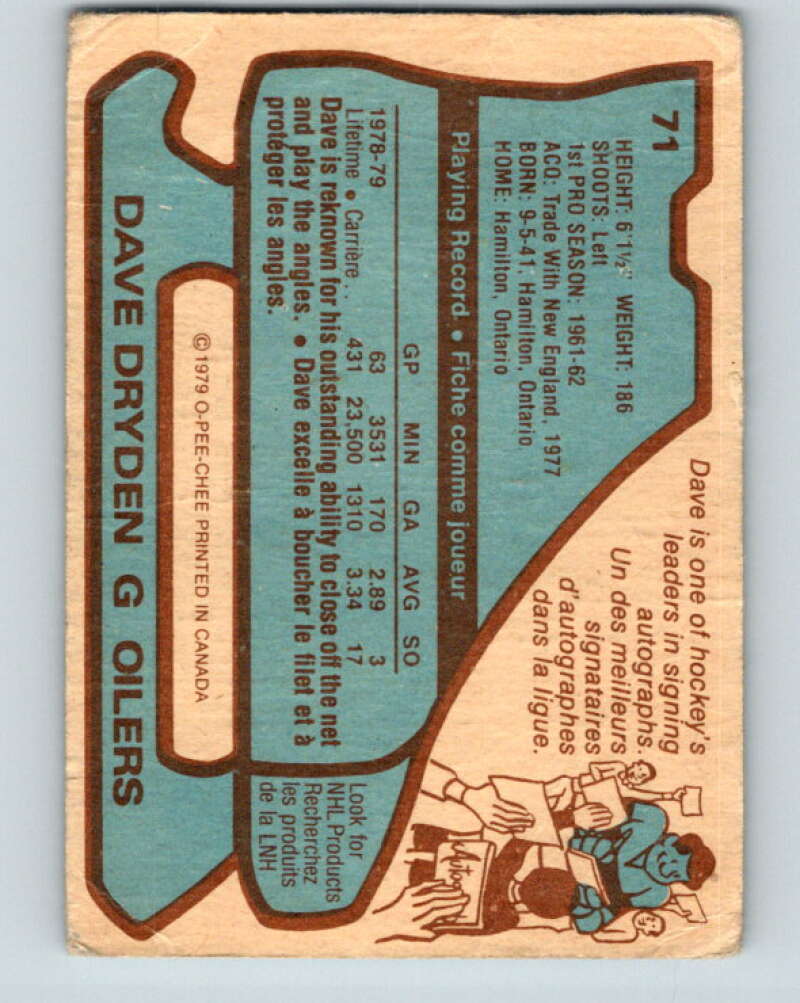 71
HEIGHT: 6'1½" WEIGHT: 186
SHOOTS: Left
1st PRO SEASON: 1961-62
ACQ: Trade With New England, 1977
BORN: 9-5-41, Hamilton, Ontario
HOME: Hamilton, Ontario
Dave is one of hockey's
leaders in signing
autographs.
Un des meilleurs
signataires
d'autographes
dans la ligue.
Playing Record • Fiche comme joueur
GP MIN GA AVG SO
1978-79 63 3531 170 2.89 3
Lifetime • Carrière . . 431 23,500 1310 3.34 17
Dave is reknown for his outstanding ability to close off the net
and play the angles. • Dave excelle à boucher le filet et à
protéger les angles.
Autog
Look for
NHL Products
Recherchez
les produits
de la LNH
©1979 O-PEE-CHEE PRINTED IN CANADA
DAVE DRYDEN G OILERS